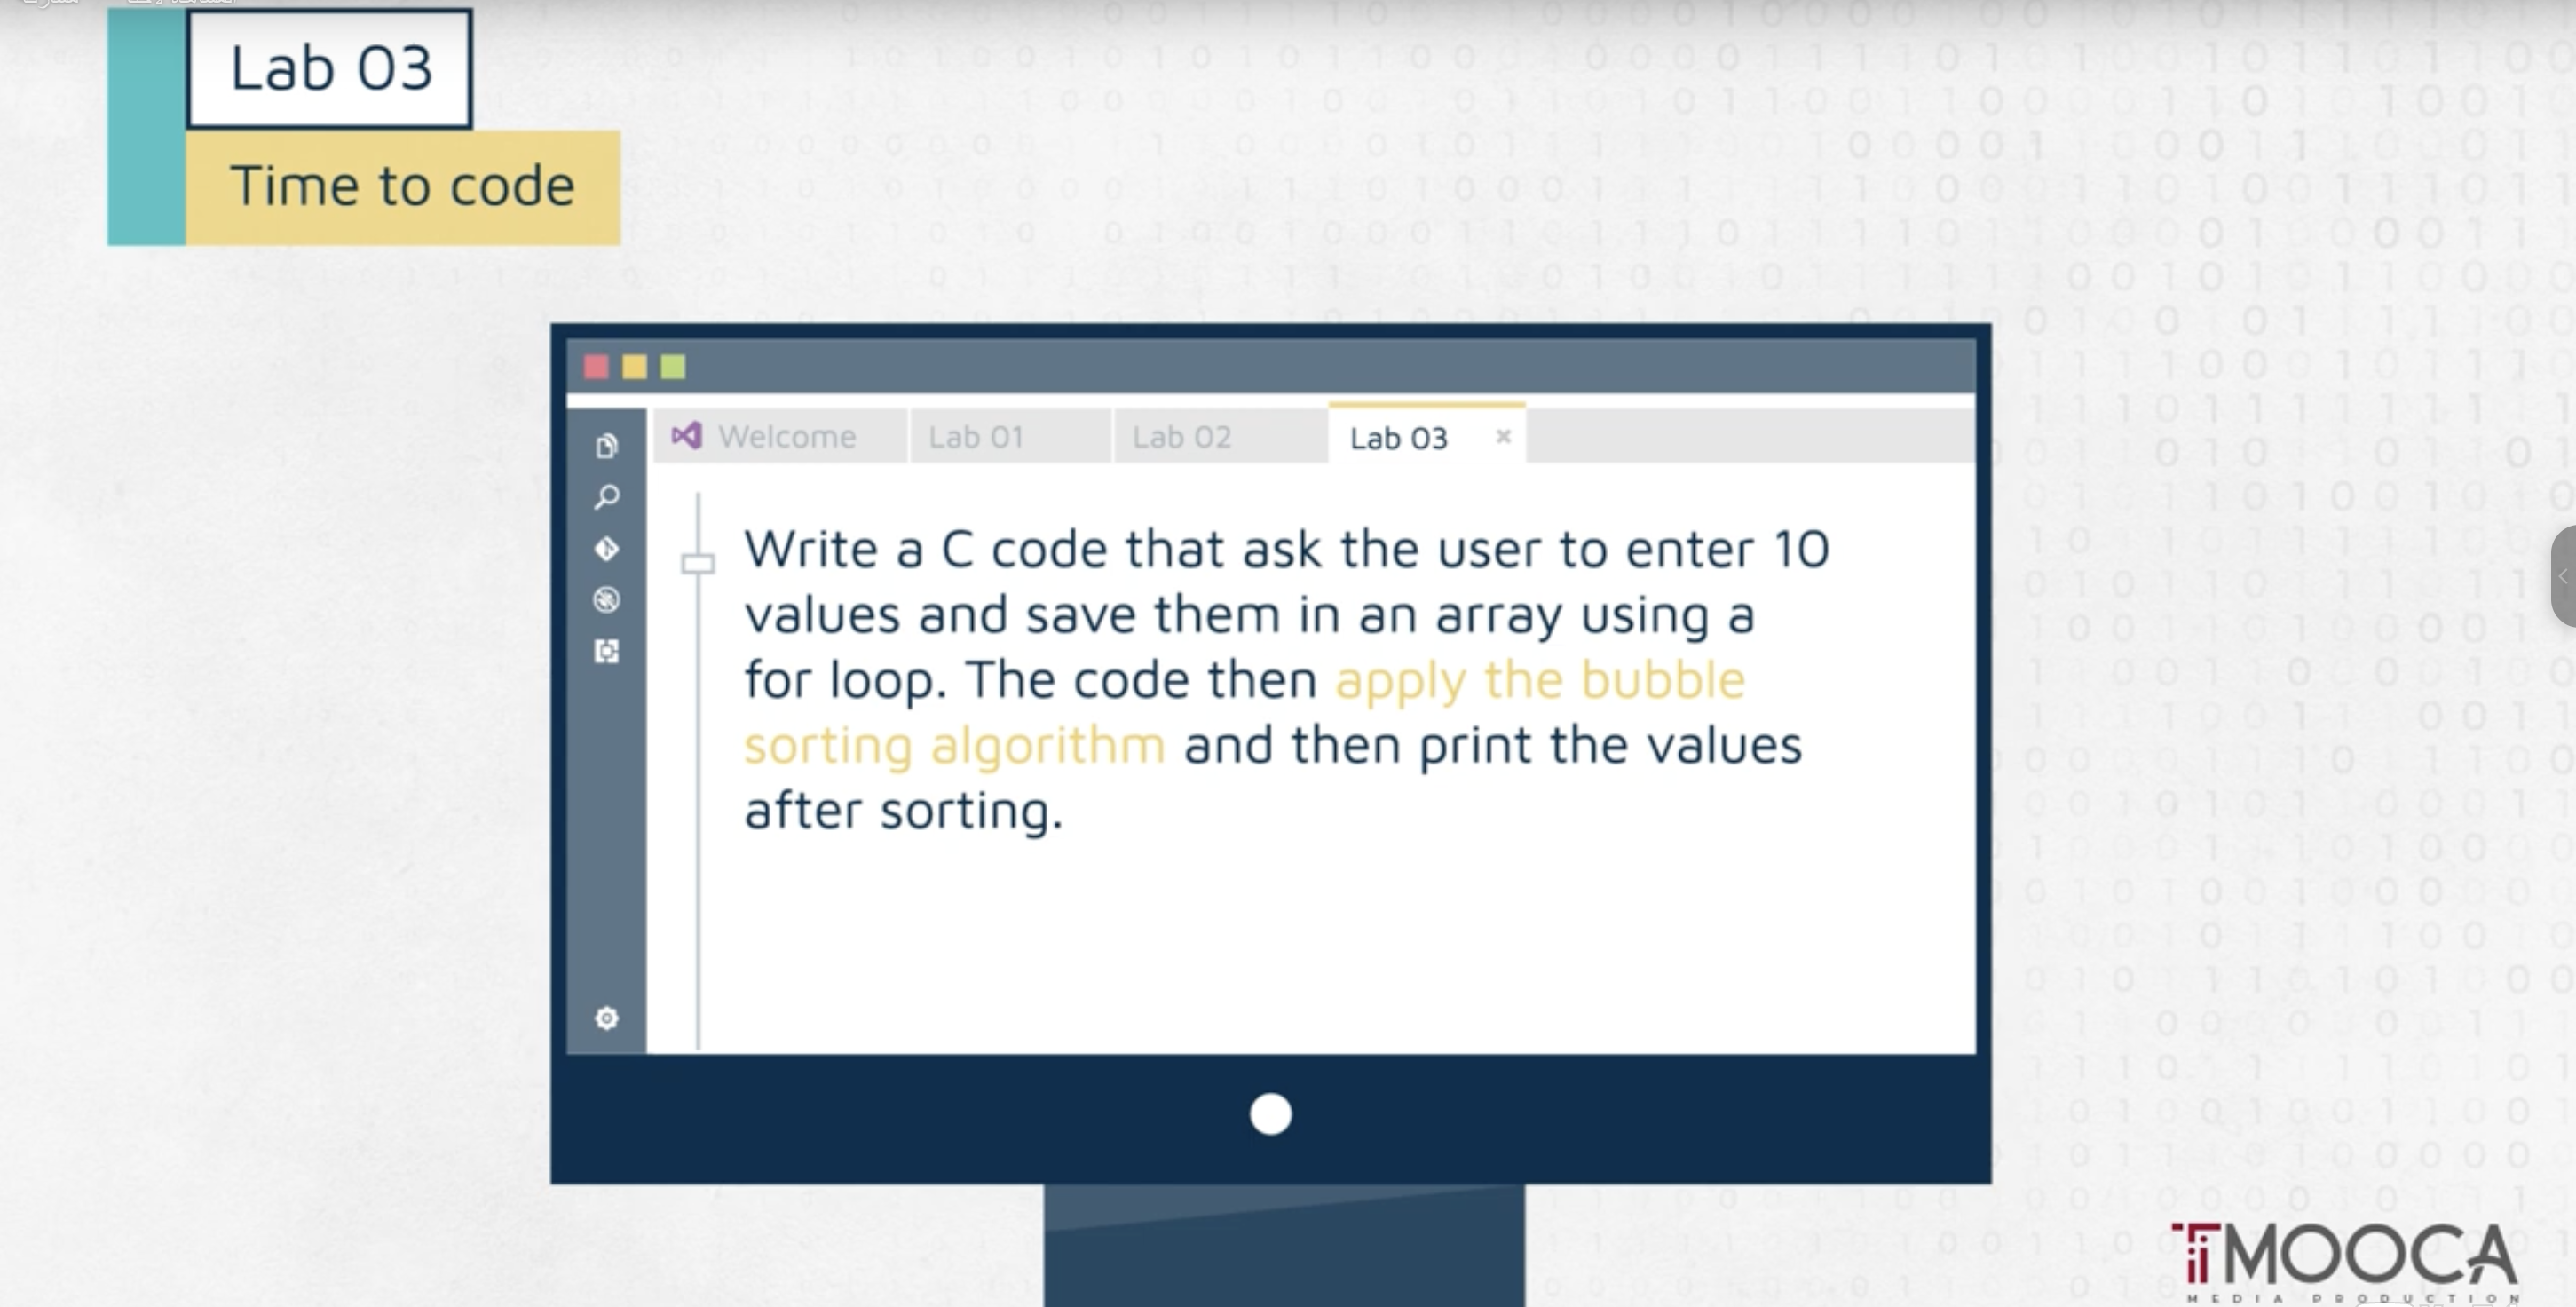 Lab 03
Time to code
Welcome
Lab 01
Lab 02
Lab 03
Write a C code that ask the user to enter 10
values and save them in an array using a
for loop. The code then apply the bubble
sorting algorithm and then print the values
after sorting.
iTMOOCA
MEDIA PRODUCTION